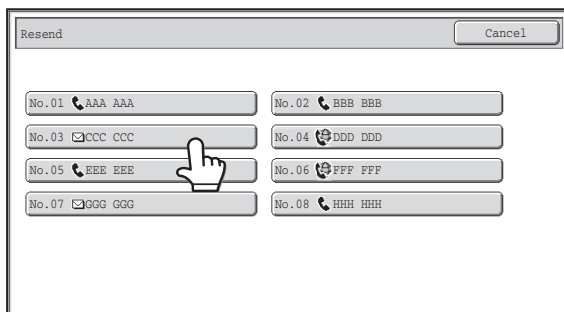 Resend Cancel
No.01 AAA AAA No.02 BBB BBB
No.03 CCC CCC No.04 DDD DDD
No.05 EEE EEE No.06 FFF FFF
No.07 GGG GGG No.08 HHH HHH